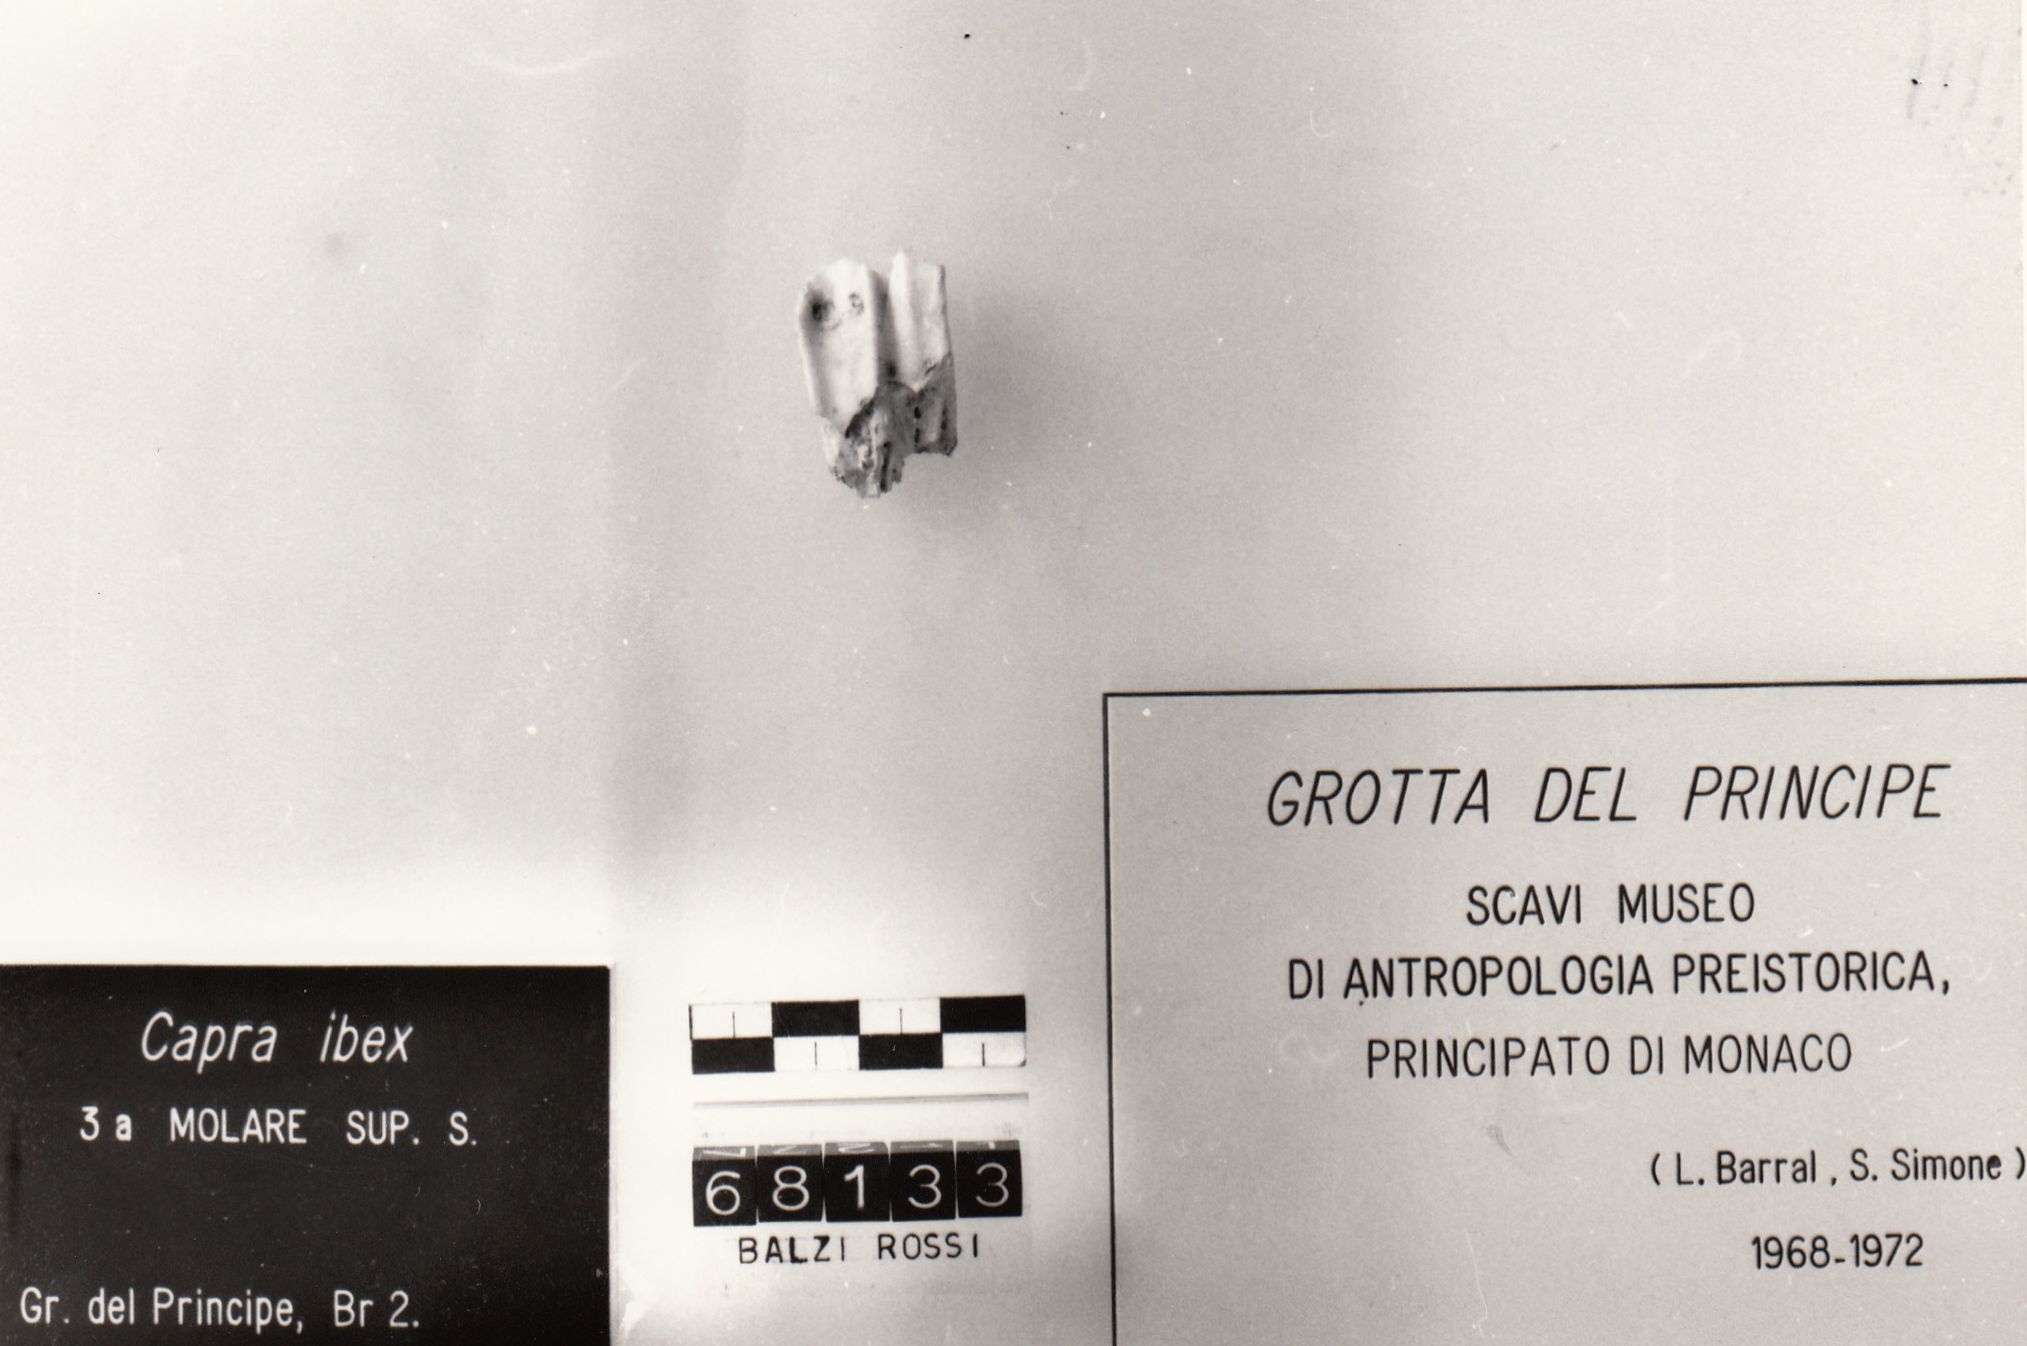 GROTTA DEL PRINCIPE
SCAVI MUSEO
DI ANTROPOLOGIA PREISTORICA,
PRINCIPATO DI MONACO
(L. Barral, S. Simone)
1968-1972
Capra ibex
3a MOLARE SUP. S.
Gr. del Principe, Br 2.
68133
BALZI ROSSI